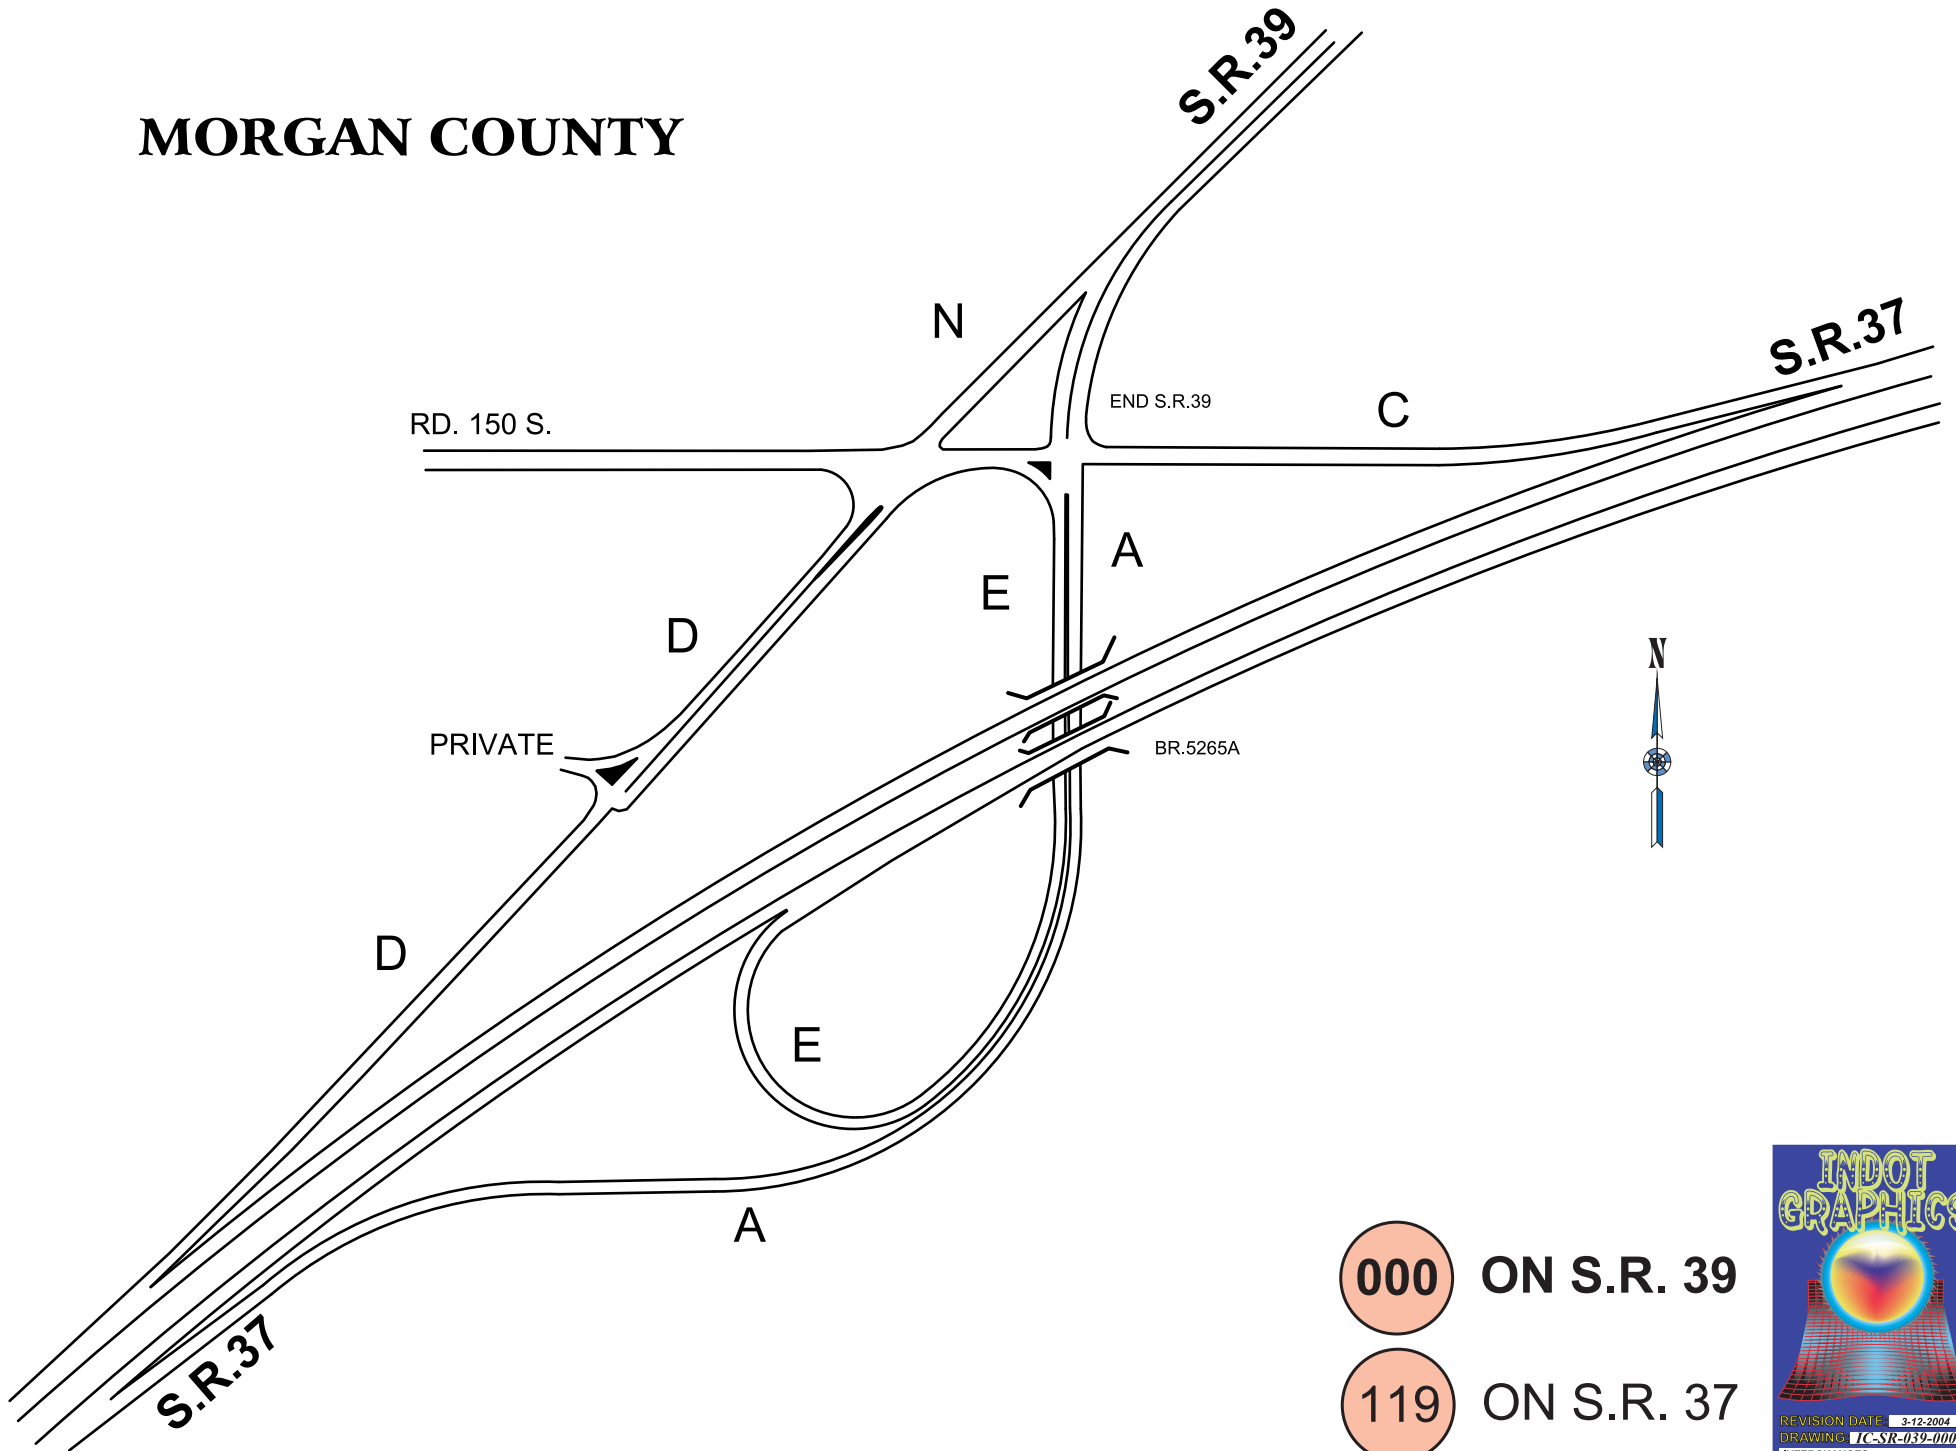 S.R.39
MORGAN COUNTY
N
S.R.37
RD. 150 S.
END S.R.39
C
A
E
D
N
PRIVATE
BR.5265A
D
E
A
S.R.37
INDOT
GRAPHICS
000 ON S.R. 39
119 ON S.R. 37
REVISION DATE: 3-12-2004
DRAWING: IC-SR-039-000